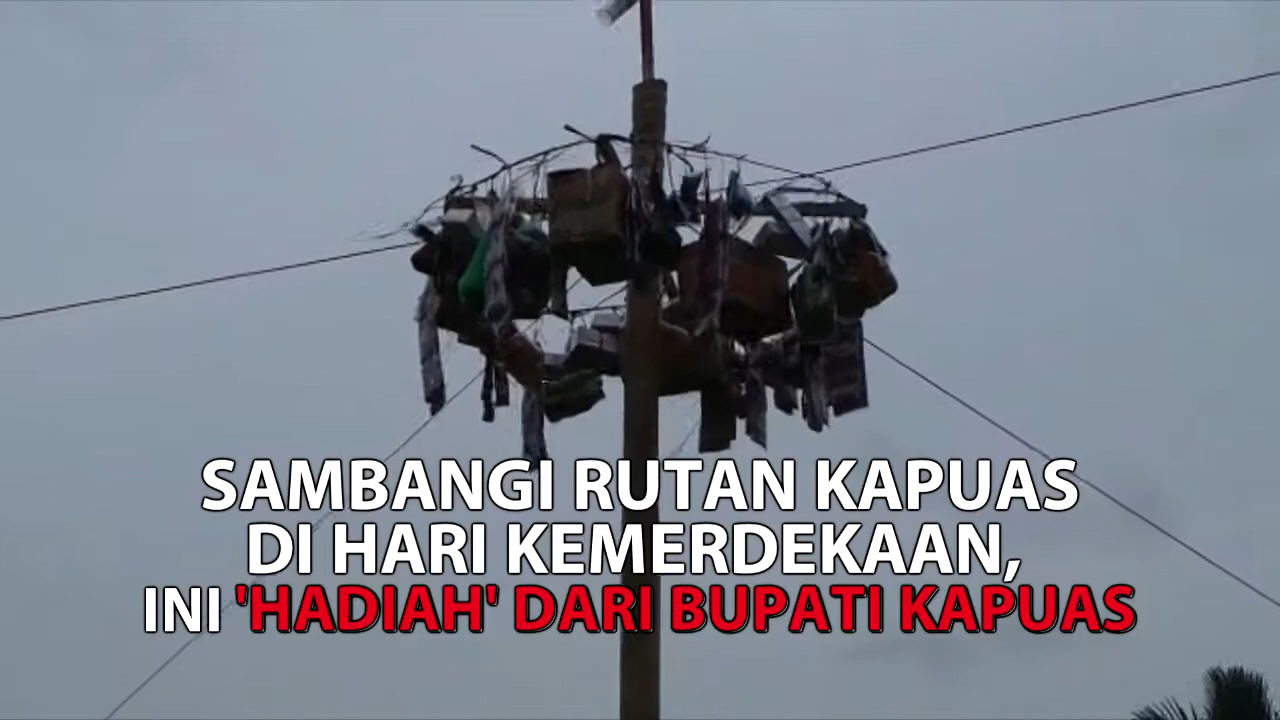 SAMBANGI RUTAN KAPUAS
DI HARI KEMERDEKAAN,
INI 'HADIAH' DARI BUPATI KAPUAS